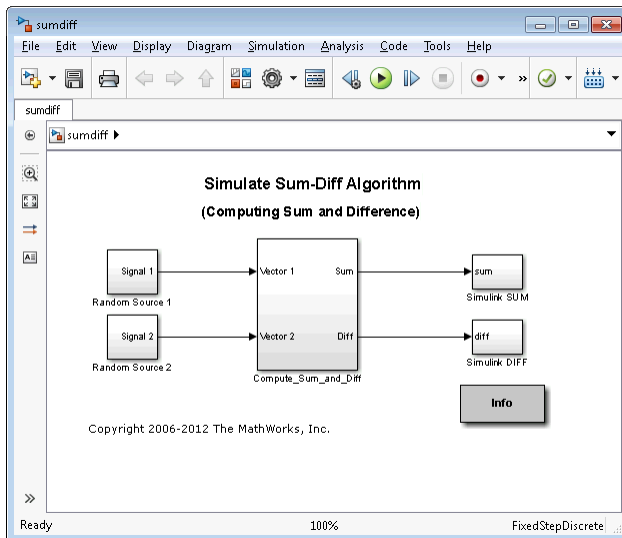 sumdiff
File Edit View Display Diagram Simulation Analysis Code Tools Help
sumdiff
sumdiff
Simulate Sum-Diff Algorithm
(Computing Sum and Difference)
Signal 1
Vector 1
Sum
sum
Random Source 1
Simulink SUM
Signal 2
Vector 2
Diff
diff
Random Source 2
Simulink DIFF
Compute_Sum_and_Diff
Info
Copyright 2006-2012 The MathWorks, Inc.
Ready 100% FixedStepDiscrete